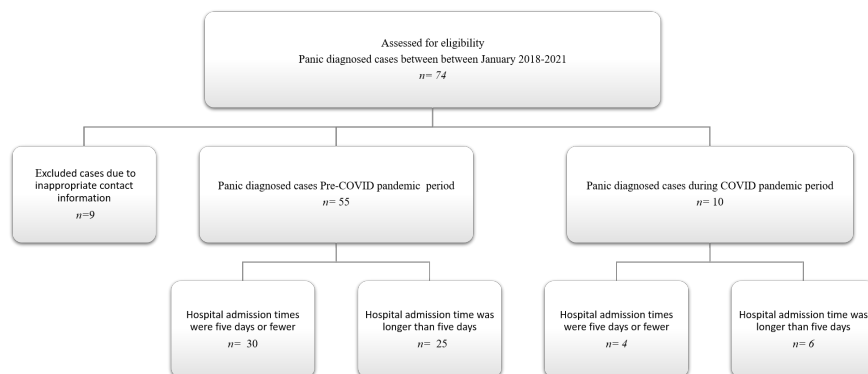 Assessed for eligibility
Panic diagnosed cases between between January 2018-2021
n= 74
Excluded cases due to
inappropriate contact
information
n=9
Panic diagnosed cases Pre-COVID pandemic period
n= 55
Panic diagnosed cases during COVID pandemic period
n= 10
Hospital admission times
were five days or fewer
n= 30
Hospital admission time was
longer than five days
n= 25
Hospital admission times
were five days or fewer
n= 4
Hospital admission time was
longer than five days
n= 6